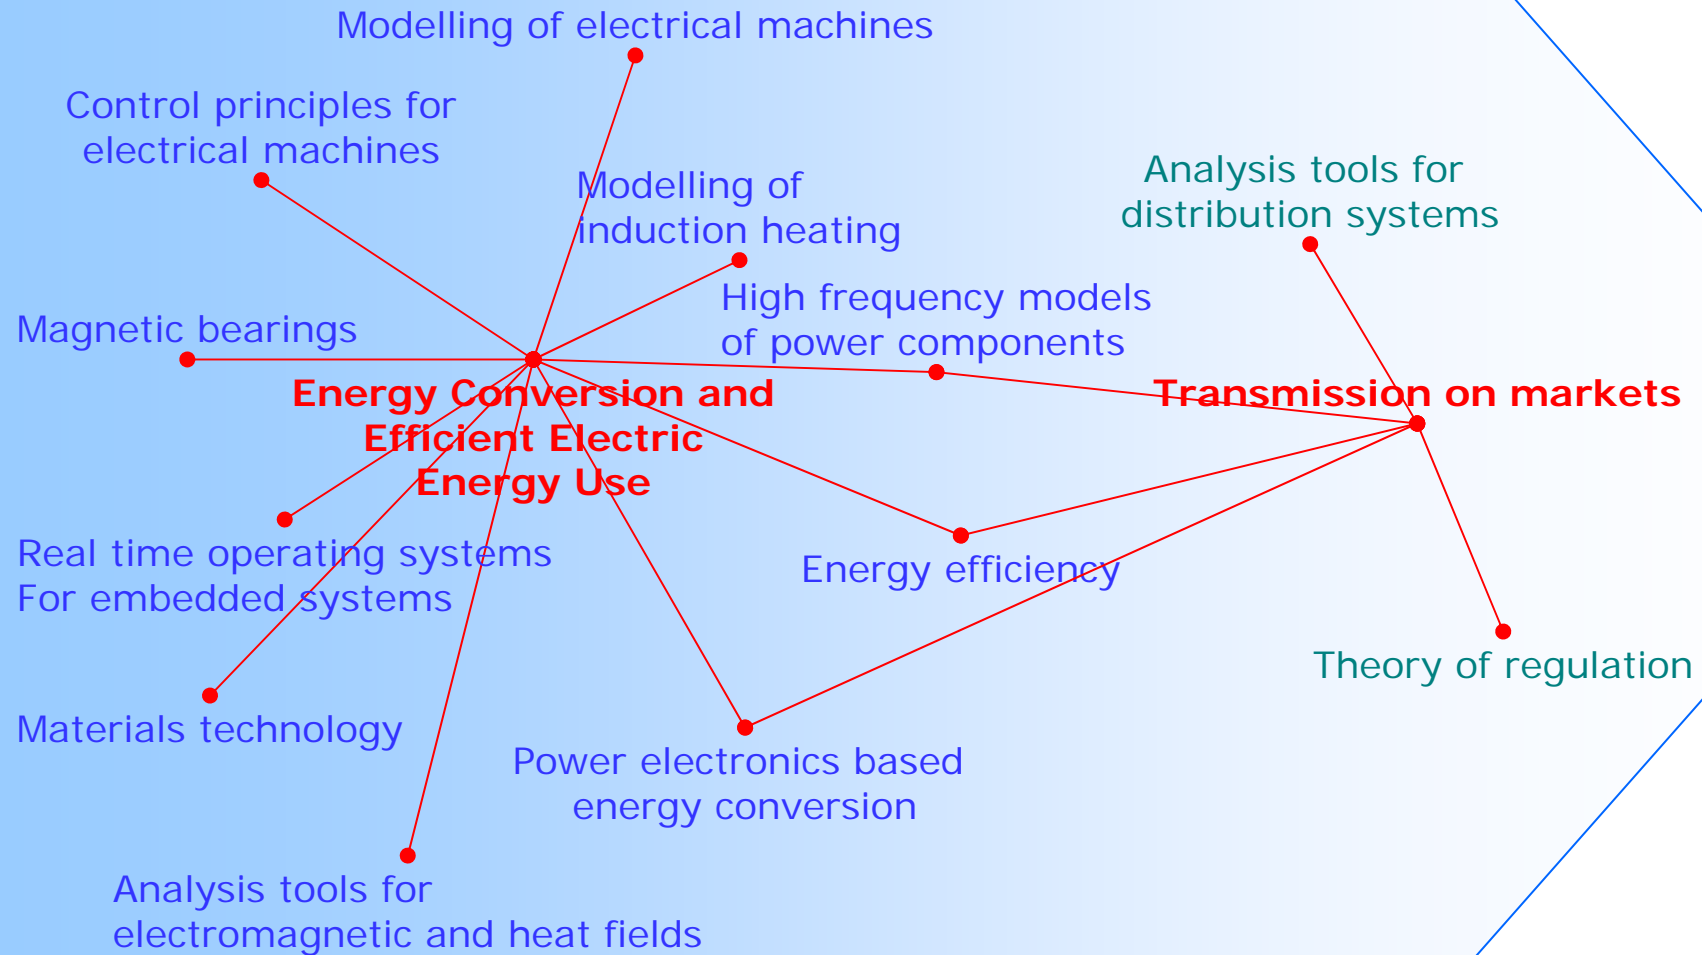 Modelling of electrical machines
Control principles for
electrical machines
Modelling of
induction heating
Analysis tools for
distribution systems
High frequency models
of power components
Magnetic bearings
Energy Conversion and
Efficient Electric
Energy Use
Transmission on markets
Real time operating systems
For embedded systems
Energy efficiency
Theory of regulation
Materials technology
Power electronics based
energy conversion
Analysis tools for
electromagnetic and heat fields